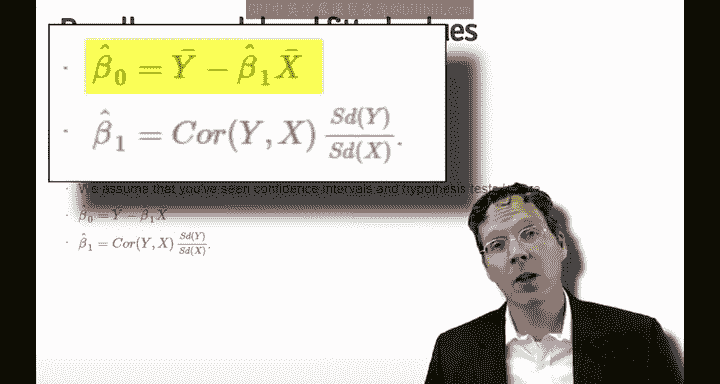 · β̂₀ = Ȳ − β̂₁X̄
· β̂₁ = Cor(Y, X) Sd(Y)/Sd(X).
· We assume that you've seen confidence intervals and hypothesis tests before.
· β̂₀ = Ȳ − β̂₁X̄
· β̂₁ = Cor(Y, X) Sd(Y)/Sd(X).